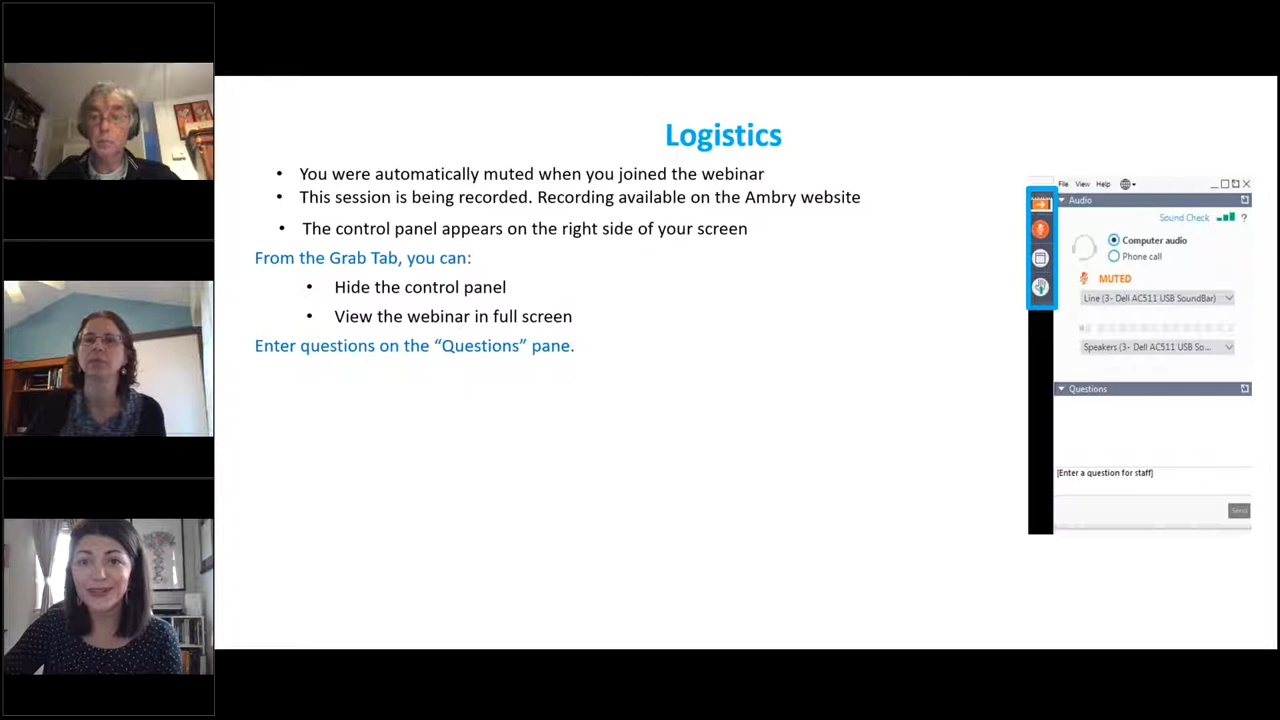 Logistics
• You were automatically muted when you joined the webinar
• This session is being recorded. Recording available on the Ambry website
• The control panel appears on the right side of your screen
From the Grab Tab, you can:
• Hide the control panel
• View the webinar in full screen
Enter questions on the “Questions” pane.
File View Help
Audio
Sound Check ?
Computer audio
Phone call
MUTED
Line (3- Dell AC511 USB SoundBar)
Speakers (3- Dell AC511 USB So...
Questions
[Enter a question for staff]
Send